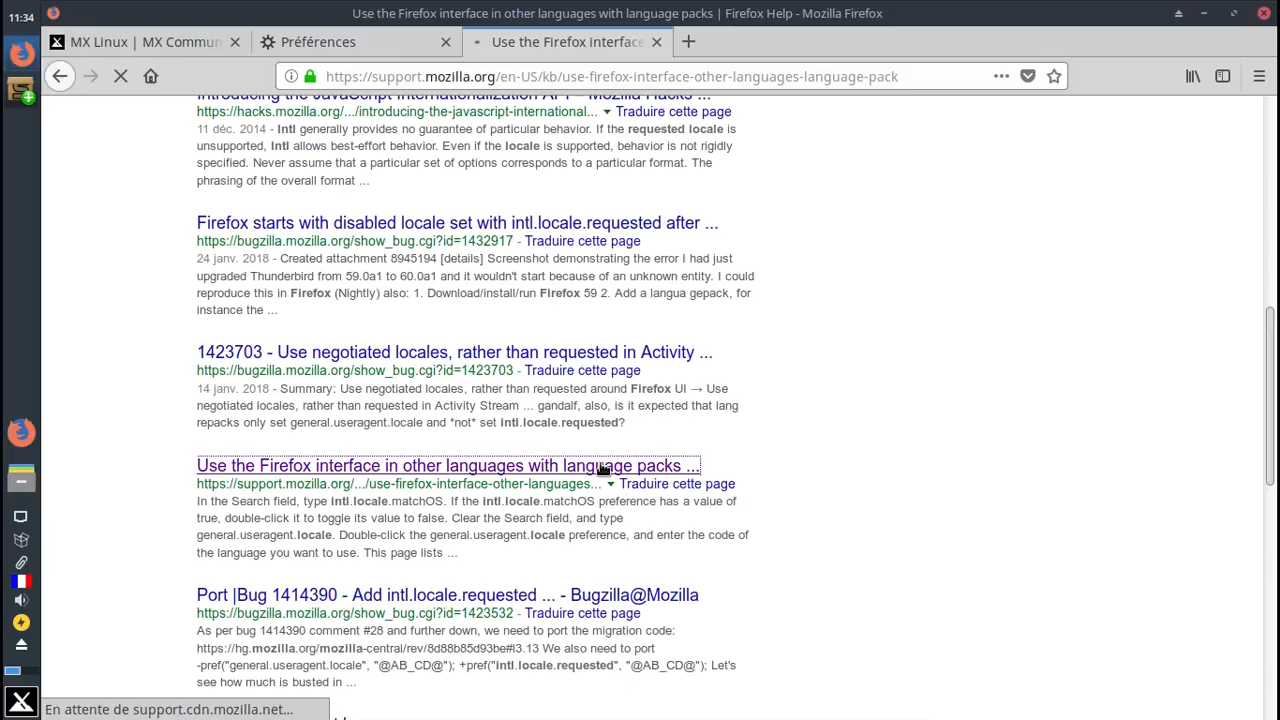 11:34
Use the Firefox interface in other languages with language packs | Firefox Help - Mozilla Firefox
MX Linux | MX Commun
Préférences
Use the Firefox interface
https://support.mozilla.org/en-US/kb/use-firefox-interface-other-languages-language-pack
Introducing the JavaScript Internationalization API – Mozilla Hacks ...
https://hacks.mozilla.org/.../introducing-the-javascript-international... Traduire cette page
11 déc. 2014 - Intl generally provides no guarantee of particular behavior. If the requested locale is
unsupported, Intl allows best-effort behavior. Even if the locale is supported, behavior is not rigidly
specified. Never assume that a particular set of options corresponds to a particular format. The
phrasing of the overall format ...
Firefox starts with disabled locale set with intl.locale.requested after ...
https://bugzilla.mozilla.org/show_bug.cgi?id=1432917 - Traduire cette page
24 janv. 2018 - Created attachment 8945194 [details] Screenshot demonstrating the error I had just
upgraded Thunderbird from 59.0a1 to 60.0a1 and it wouldn't start because of an unknown entity. I could
reproduce this in Firefox (Nightly) also: 1. Download/install/run Firefox 59 2. Add a langua gepack, for
instance the ...
1423703 - Use negotiated locales, rather than requested in Activity ...
https://bugzilla.mozilla.org/show_bug.cgi?id=1423703 - Traduire cette page
14 janv. 2018 - Summary: Use negotiated locales, rather than requested around Firefox UI → Use
negotiated locales, rather than requested in Activity Stream ... gandalf, also, is it expected that lang
repacks only set general.useragent.locale and *not* set intl.locale.requested?
Use the Firefox interface in other languages with language packs ...
https://support.mozilla.org/.../use-firefox-interface-other-languages... Traduire cette page
In the Search field, type intl.locale.matchOS. If the intl.locale.matchOS preference has a value of
true, double-click it to toggle its value to false. Clear the Search field, and type
general.useragent.locale. Double-click the general.useragent.locale preference, and enter the code of
the language you want to use. This page lists ...
Port |Bug 1414390 - Add intl.locale.requested ... - Bugzilla@Mozilla
https://bugzilla.mozilla.org/show_bug.cgi?id=1423532 - Traduire cette page
As per bug 1414390 comment #28 and further down, we need to port the migration code:
https://hg.mozilla.org/mozilla-central/rev/8d88b85d93be#l3.13 We also need to port
-pref("general.useragent.locale", "@AB_CD@"); +pref("intl.locale.requested", "@AB_CD@"); Let's
see how much is busted in ...
En attente de support.cdn.mozilla.net...